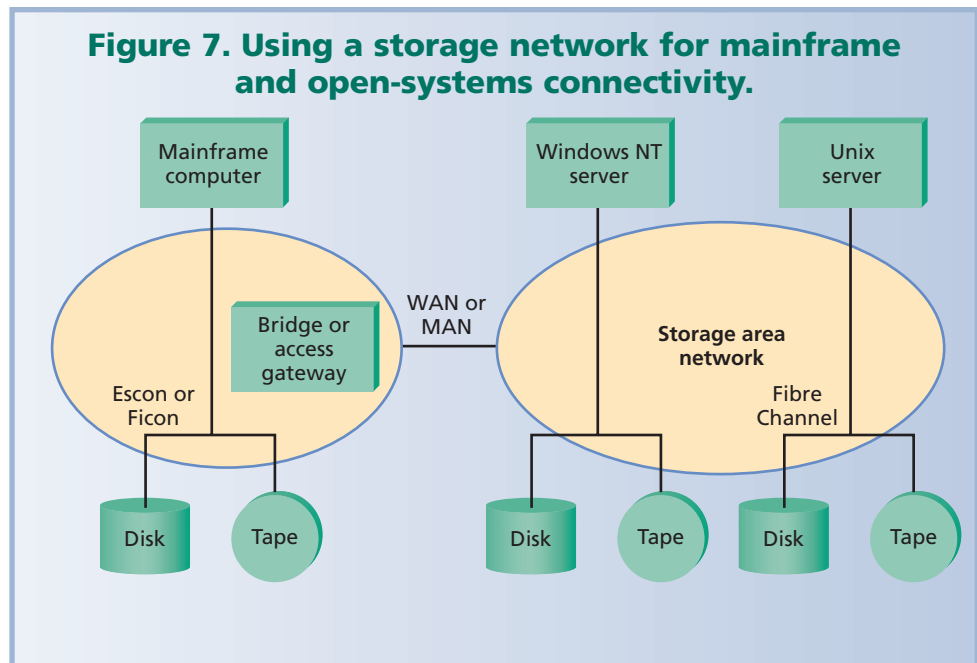 Figure 7. Using a storage network for mainframe
and open-systems connectivity.
Mainframe
computer
Windows NT
server
Unix
server
WAN or
MAN
Bridge or
access
gateway
Storage area
network
Escon or
Ficon
Fibre
Channel
Disk
Tape
Disk
Tape
Disk
Tape